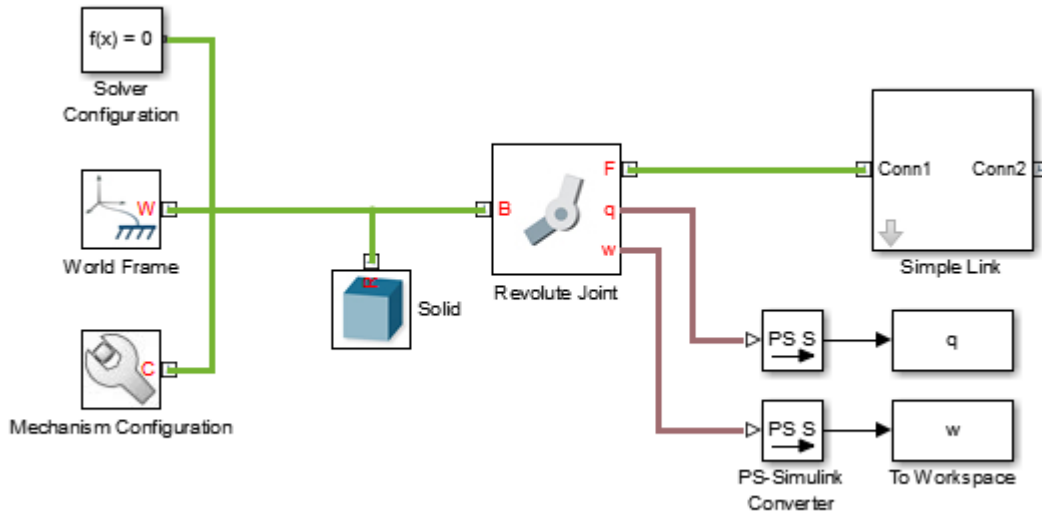 f(x) = 0
Solver
Configuration
W
World Frame
C
Mechanism Configuration
R
Solid
B
F
q
w
Revolute Joint
Conn1
Conn2
Simple Link
PS S
q
PS S
w
PS-Simulink
Converter
To Workspace